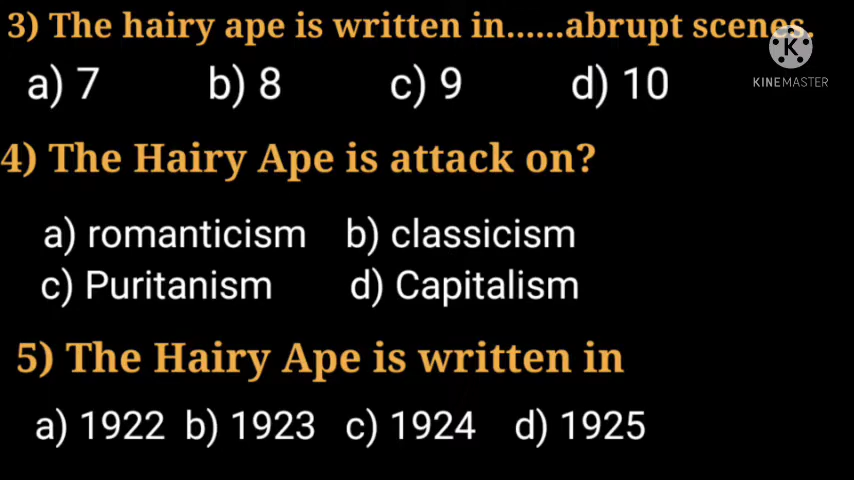 3) The hairy ape is written in......abrupt scenes.
a) 7 b) 8 c) 9 d) 10
K
KINEMASTER
4) The Hairy Ape is attack on?
a) romanticism b) classicism
c) Puritanism d) Capitalism
5) The Hairy Ape is written in
a) 1922 b) 1923 c) 1924 d) 1925